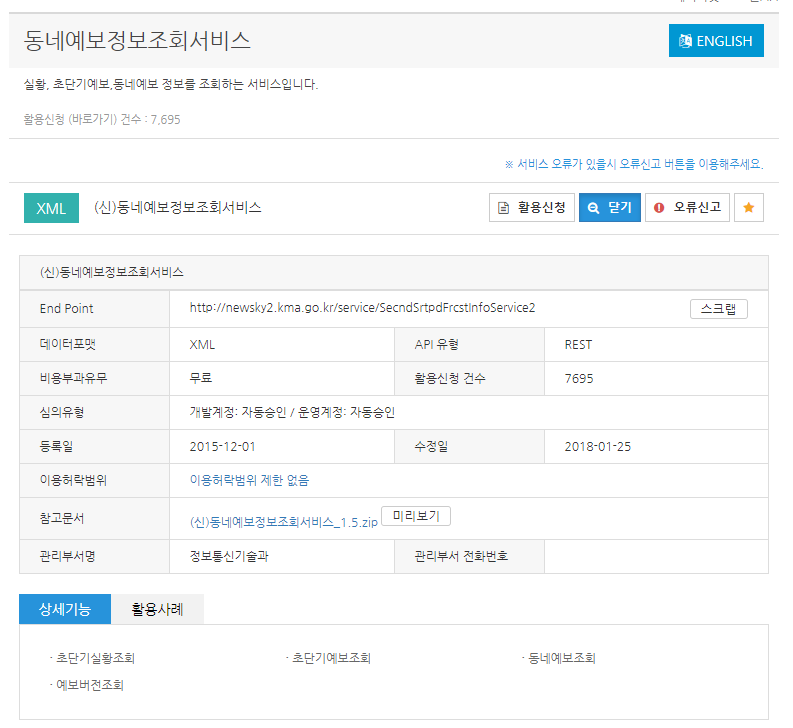 동네예보정보조회서비스
ENGLISH
실황, 초단기예보,동네예보 정보를 조회하는 서비스입니다.
활용신청 (바로가기) 건수 : 7,695
※ 서비스 오류가 있을시 오류신고 버튼을 이용해주세요.
XML (신)동네예보정보조회서비스 활용신청 닫기 오류신고
(신)동네예보정보조회서비스
End Point http://newsky2.kma.go.kr/service/SecndSrtpdFrcstInfoService2 스크랩
데이터포맷 XML API 유형 REST
비용부과유무 무료 활용신청 건수 7695
심의유형 개발계정: 자동승인 / 운영계정: 자동승인
등록일 2015-12-01 수정일 2018-01-25
이용허락범위 이용허락범위 제한 없음
참고문서 (신)동네예보정보조회서비스_1.5.zip 미리보기
관리부서명 정보통신기술과 관리부서 전화번호
상세기능 활용사례
· 초단기실황조회 · 초단기예보조회 · 동네예보조회
· 예보버전조회